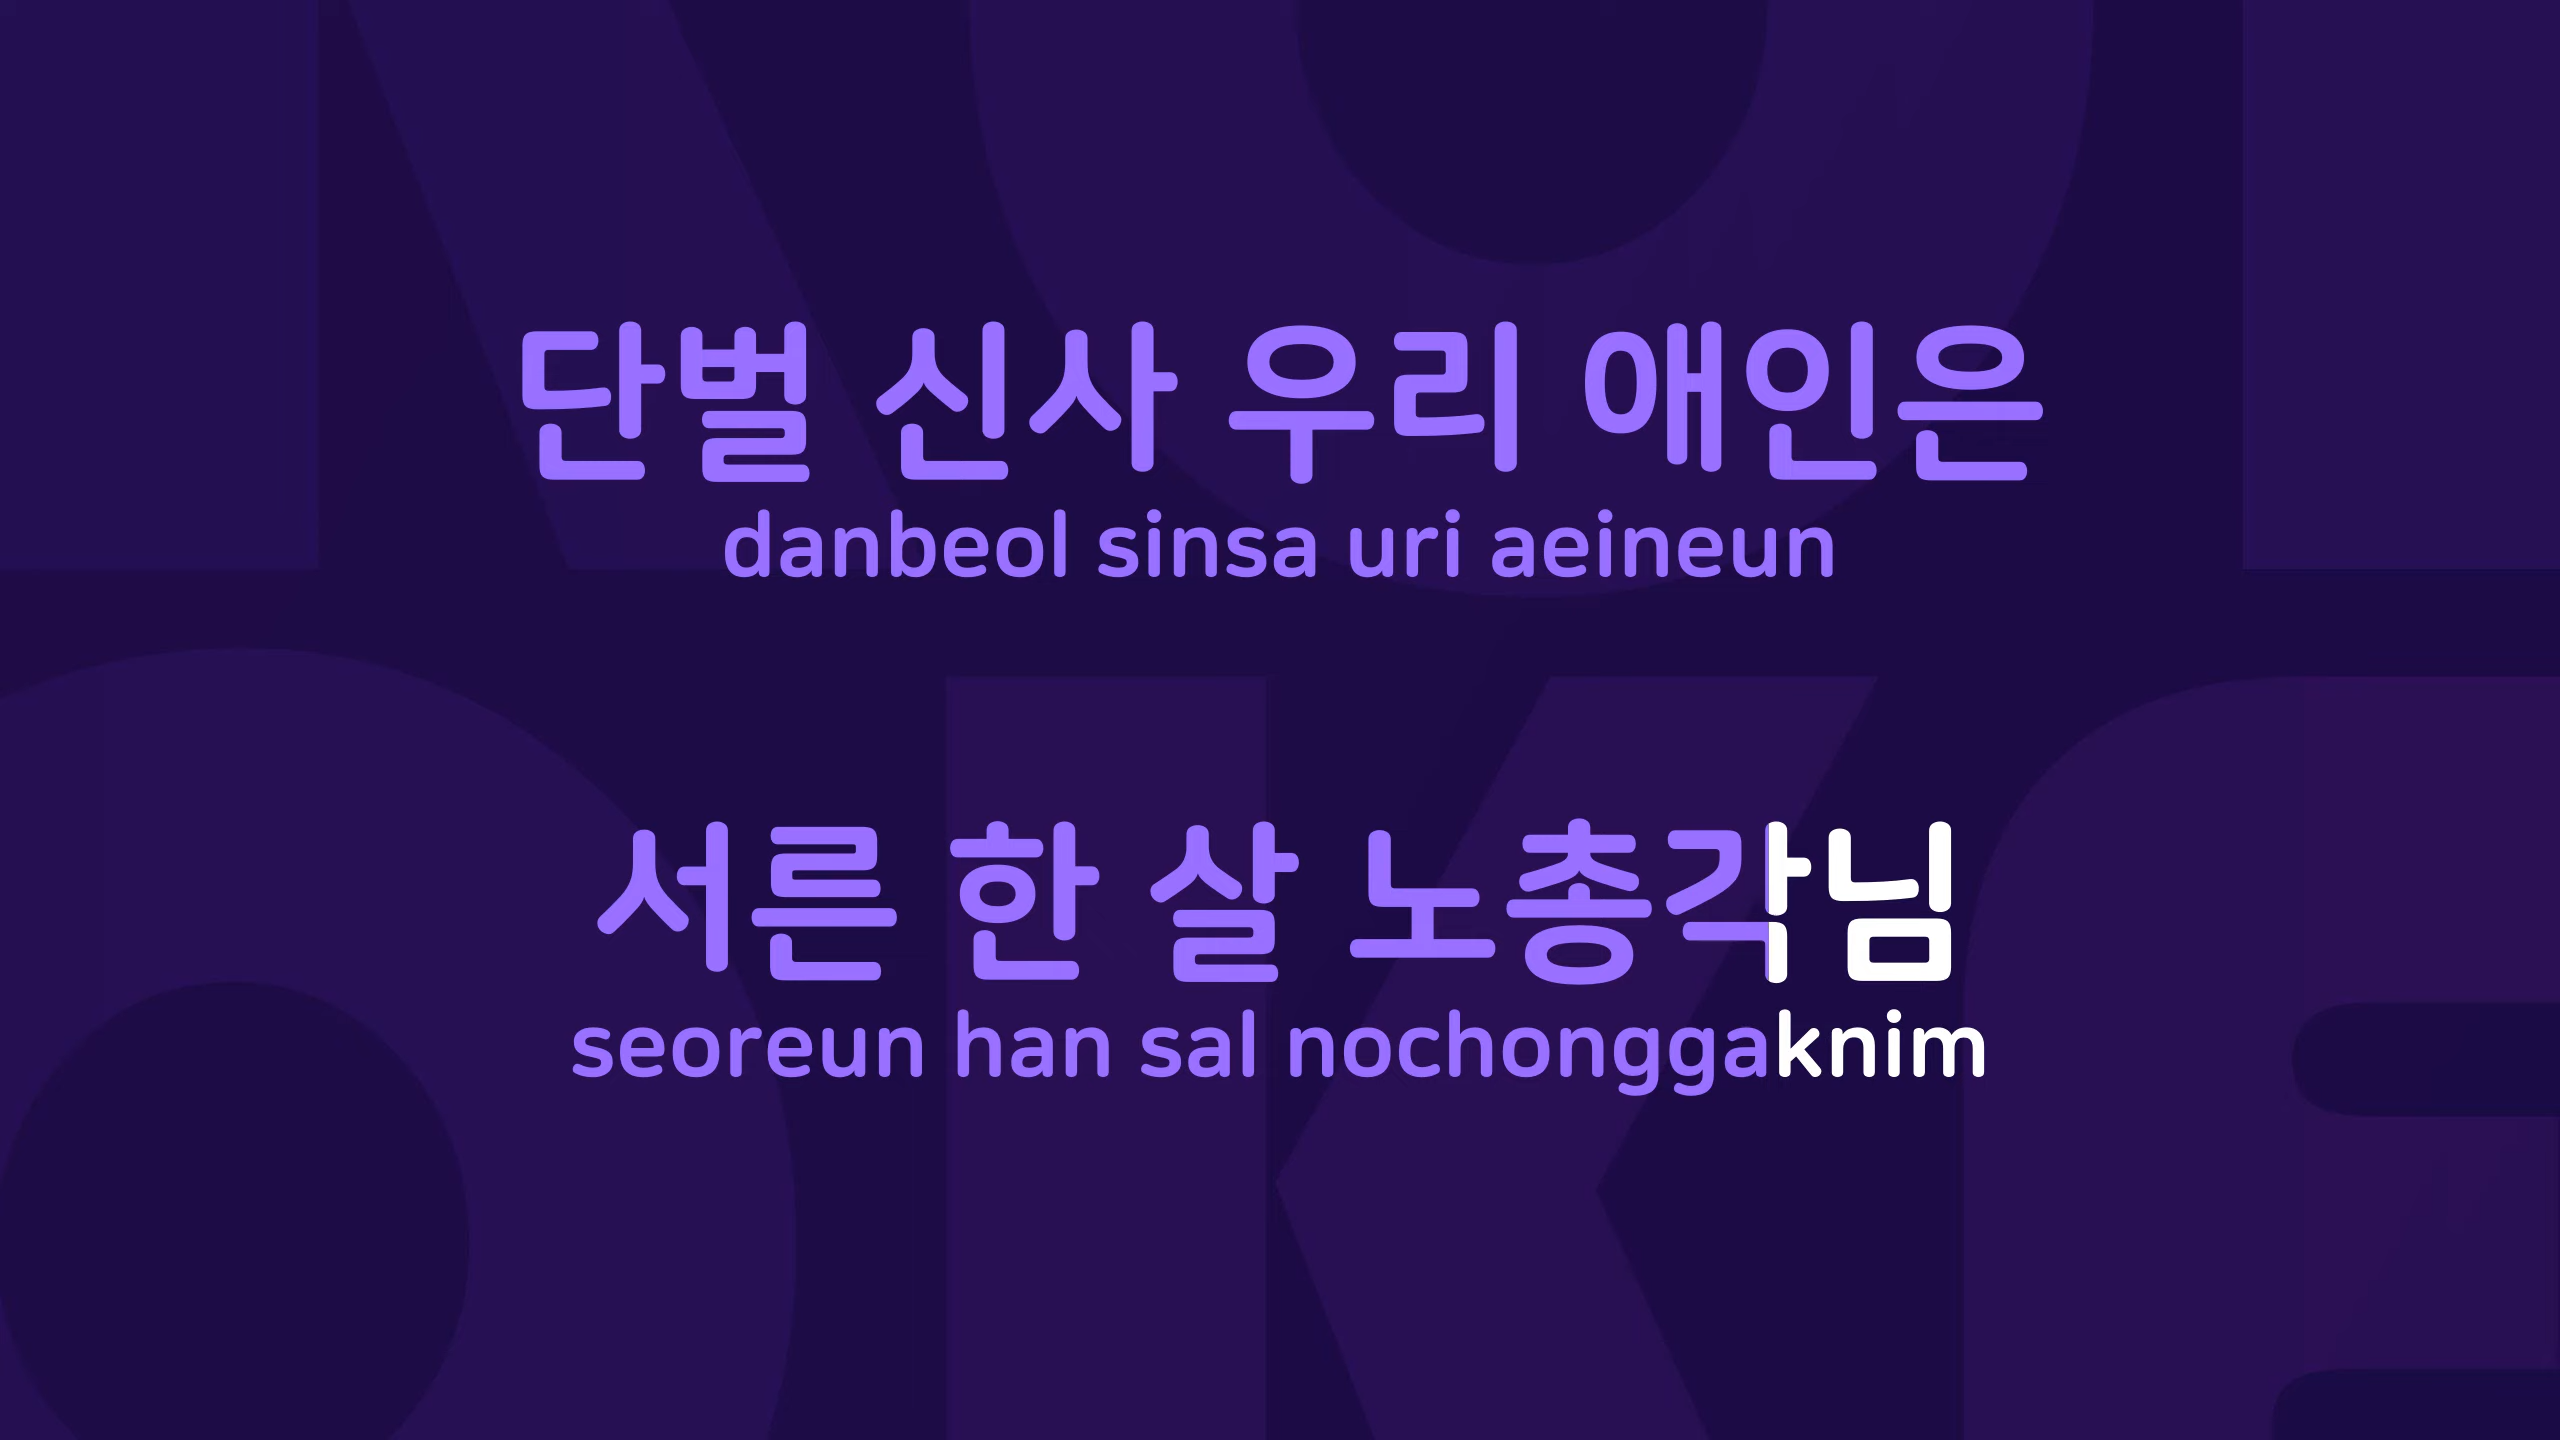 단벌 신사 우리 애인은
danbeol sinsa uri aeineun
서른 한 살 노총각님
seoreun han sal nochonggaknim